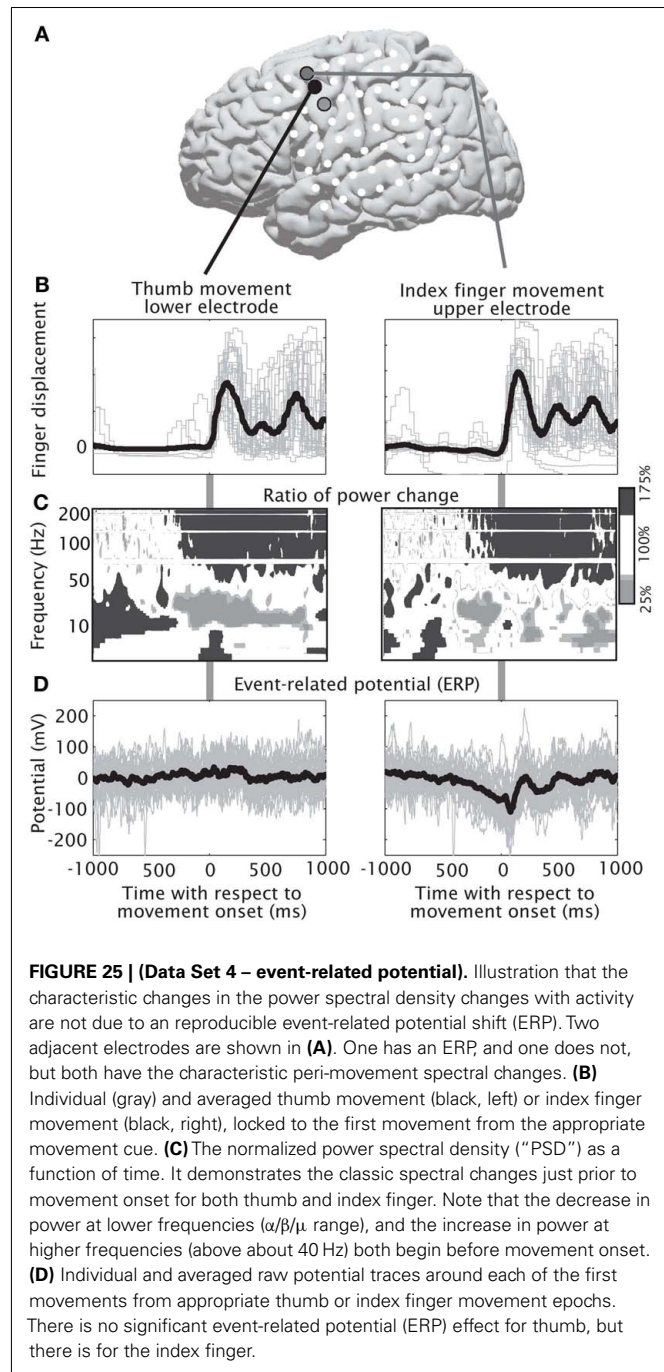 A
B
Thumb movement
lower electrode
Index finger movement
upper electrode
Finger displacement
0
C
Ratio of power change
175%
100%
25%
Frequency (Hz)
200
100
50
10
D
Event-related potential (ERP)
Potential (mV)
200
100
0
-100
-200
-1000 -500 0 500 1000
-1000 -500 0 500 1000
Time with respect to
movement onset (ms)
Time with respect to
movement onset (ms)
FIGURE 25 | (Data Set 4 – event-related potential). Illustration that the
characteristic changes in the power spectral density changes with activity
are not due to an reproducible event-related potential shift (ERP). Two
adjacent electrodes are shown in (A). One has an ERP, and one does not,
but both have the characteristic peri-movement spectral changes. (B)
Individual (gray) and averaged thumb movement (black, left) or index finger
movement (black, right), locked to the first movement from the appropriate
movement cue. (C) The normalized power spectral density (“PSD”) as a
function of time. It demonstrates the classic spectral changes just prior to
movement onset for both thumb and index finger. Note that the decrease in
power at lower frequencies (α/β/μ range), and the increase in power at
higher frequencies (above about 40 Hz) both begin before movement onset.
(D) Individual and averaged raw potential traces around each of the first
movements from appropriate thumb or index finger movement epochs.
There is no significant event-related potential (ERP) effect for thumb, but
there is for the index finger.